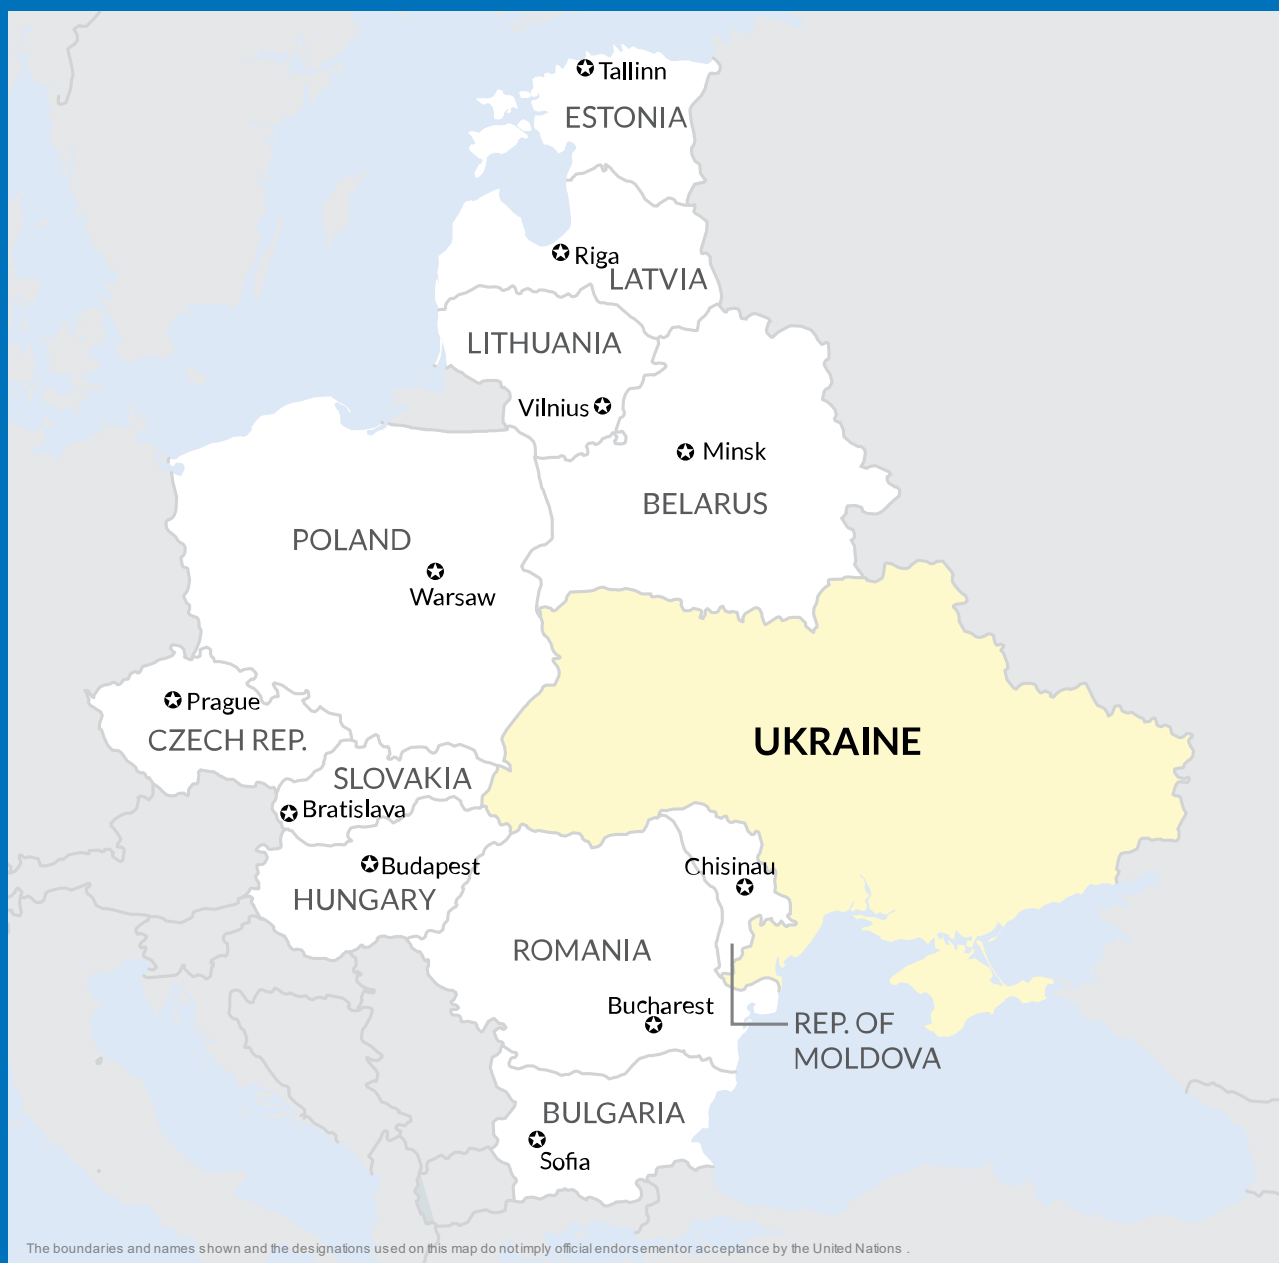 Tallinn
ESTONIA
Riga
LATVIA
LITHUANIA
Vilnius
Minsk
BELARUS
POLAND
Warsaw
Prague
CZECH REP.
UKRAINE
SLOVAKIA
Bratislava
Budapest
HUNGARY
Chisinau
ROMANIA
Bucharest
REP. OF
MOLDOVA
BULGARIA
Sofia
The boundaries and names shown and the designations used on this map do not imply official endorsement or acceptance by the United Nations .